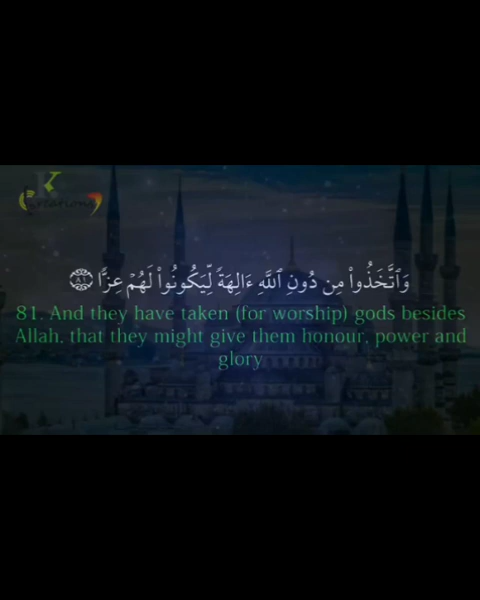 K
Kreations
وَٱتَّخَذُوا۟ مِن دُونِ ٱللَّهِ ءَالِهَةً لِّيَكُونُوا۟ لَهُمْ عِزًّا ٨١
81. And they have taken (for worship) gods besides
Allah, that they might give them honour, power and
glory